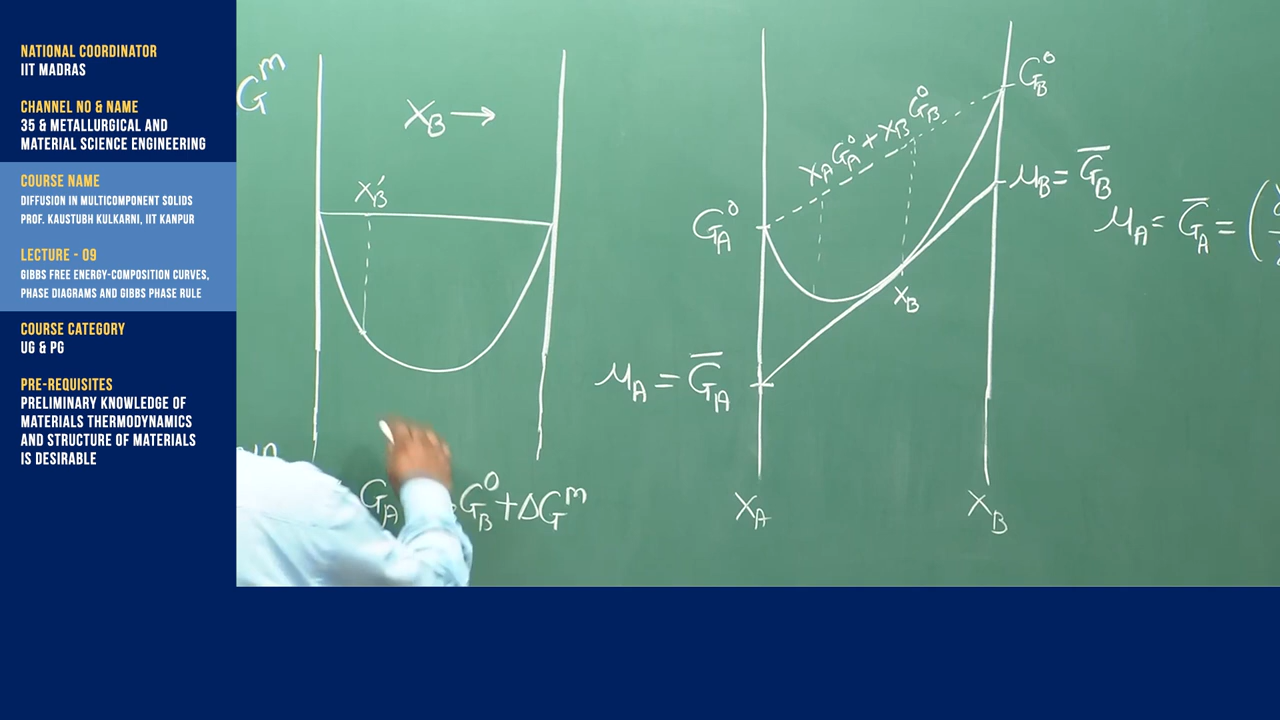 NATIONAL COORDINATOR
IIT MADRAS
CHANNEL NO & NAME
35 & METALLURGICAL AND
MATERIAL SCIENCE ENGINEERING
COURSE NAME
DIFFUSION IN MULTICOMPONENT SOLIDS
PROF. KAUSTUBH KULKARNI, IIT KANPUR
LECTURE - 09
GIBBS FREE ENERGY-COMPOSITION CURVES,
PHASE DIAGRAMS AND GIBBS PHASE RULE
COURSE CATEGORY
UG & PG
PRE-REQUISITES
PRELIMINARY KNOWLEDGE OF
MATERIALS THERMODYNAMICS
AND STRUCTURE OF MATERIALS
IS DESIRABLE
G^m
X_B →
X'_B
G_A
G_B^0 + ΔG^m
G_A^0
X_A G_A^0 + X_B G_B^0
G_B^0
μ_B = G̅_B
μ_A = G̅_A = (
X_B
μ_A = G̅_A
X_A
X_B